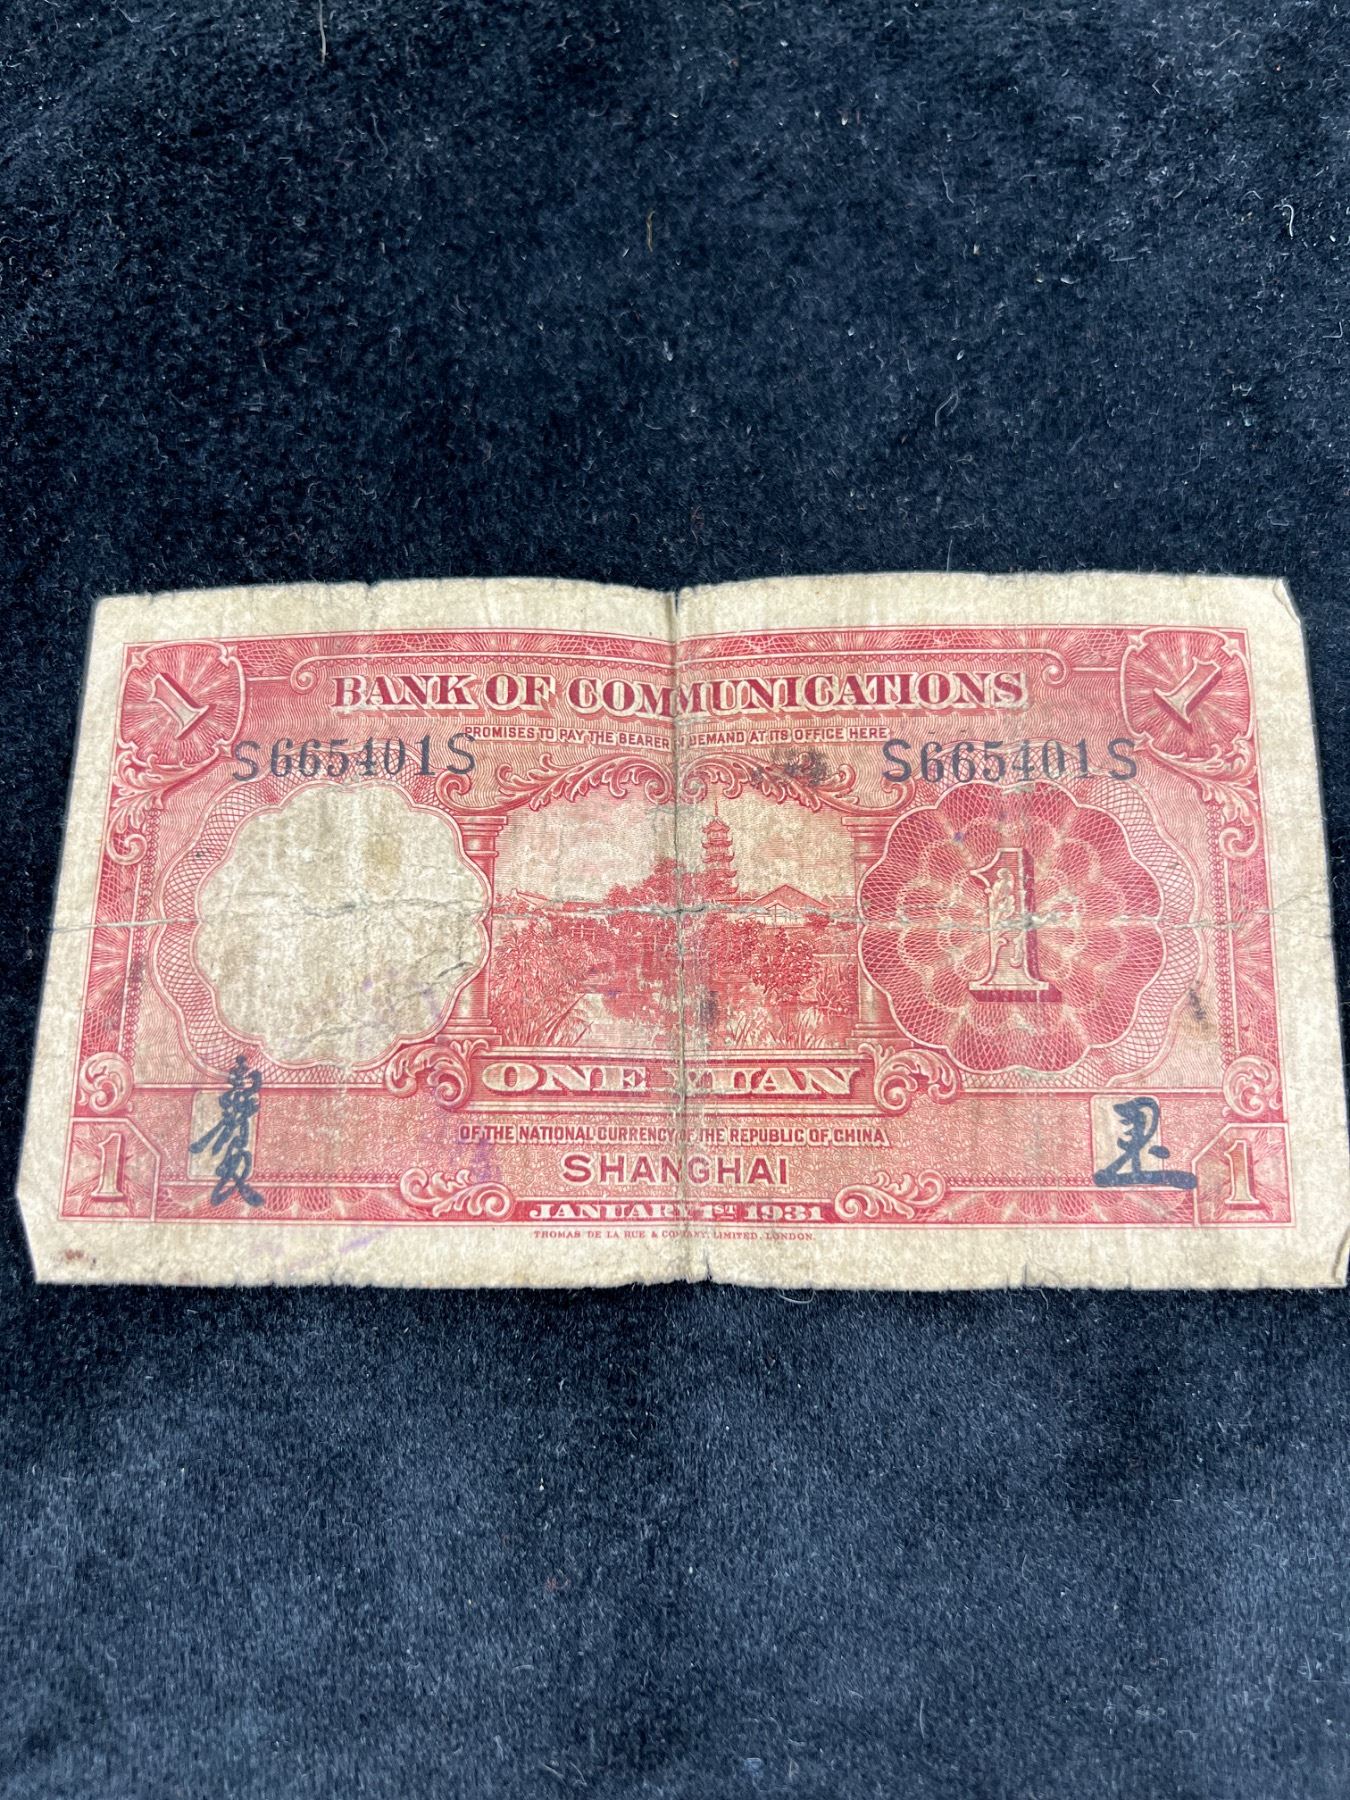 1 1
BANK OF COMMUNICATIONS
PROMISES TO PAY THE BEARER ON DEMAND AT ITS OFFICE HERE
S665401S S665401S
1
ONE YUAN
OF THE NATIONAL CURRENCY OF THE REPUBLIC OF CHINA
1 SHANGHAI 1
JANUARY 1ST 1931
THOMAS DE LA RUE & COMPANY, LIMITED, LONDON.